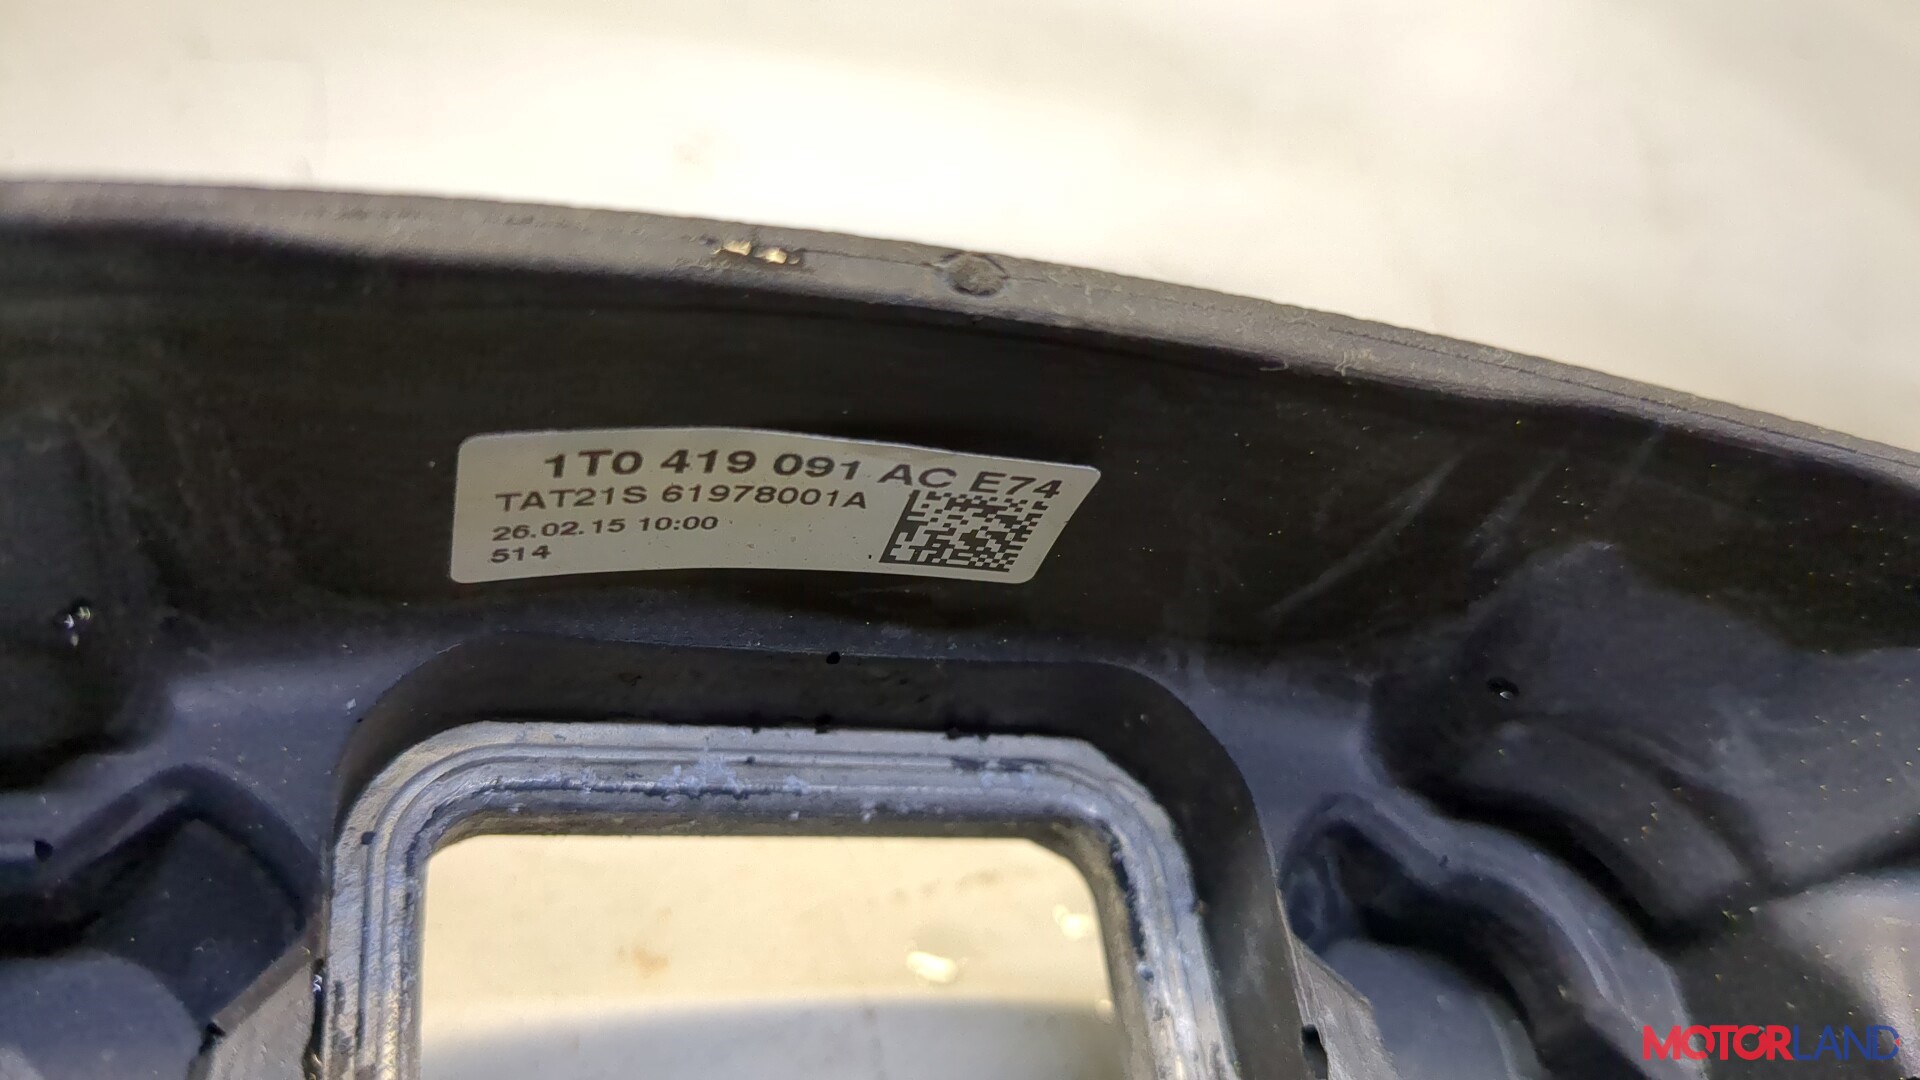 1T0 419 091 AC E74
TAT21S 61978001A
26.02.15 10:00
514
MOTORLAND